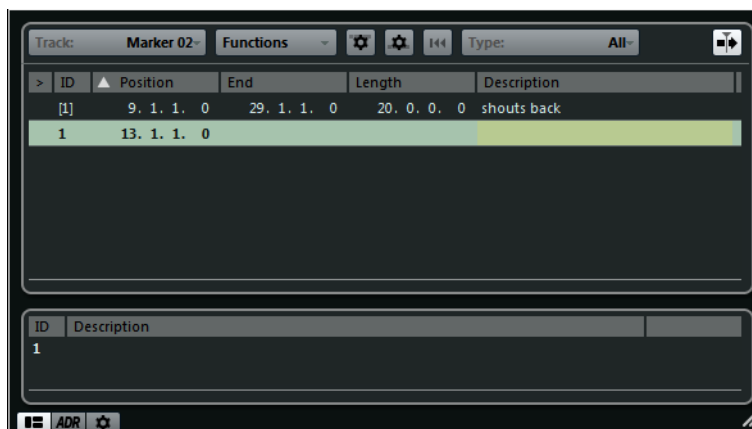 Track: Marker 02 Functions Type: All
> ID Position End Length Description
[1] 9. 1. 1. 0 29. 1. 1. 0 20. 0. 0. 0 shouts back
1 13. 1. 1. 0
ID Description
1
ADR